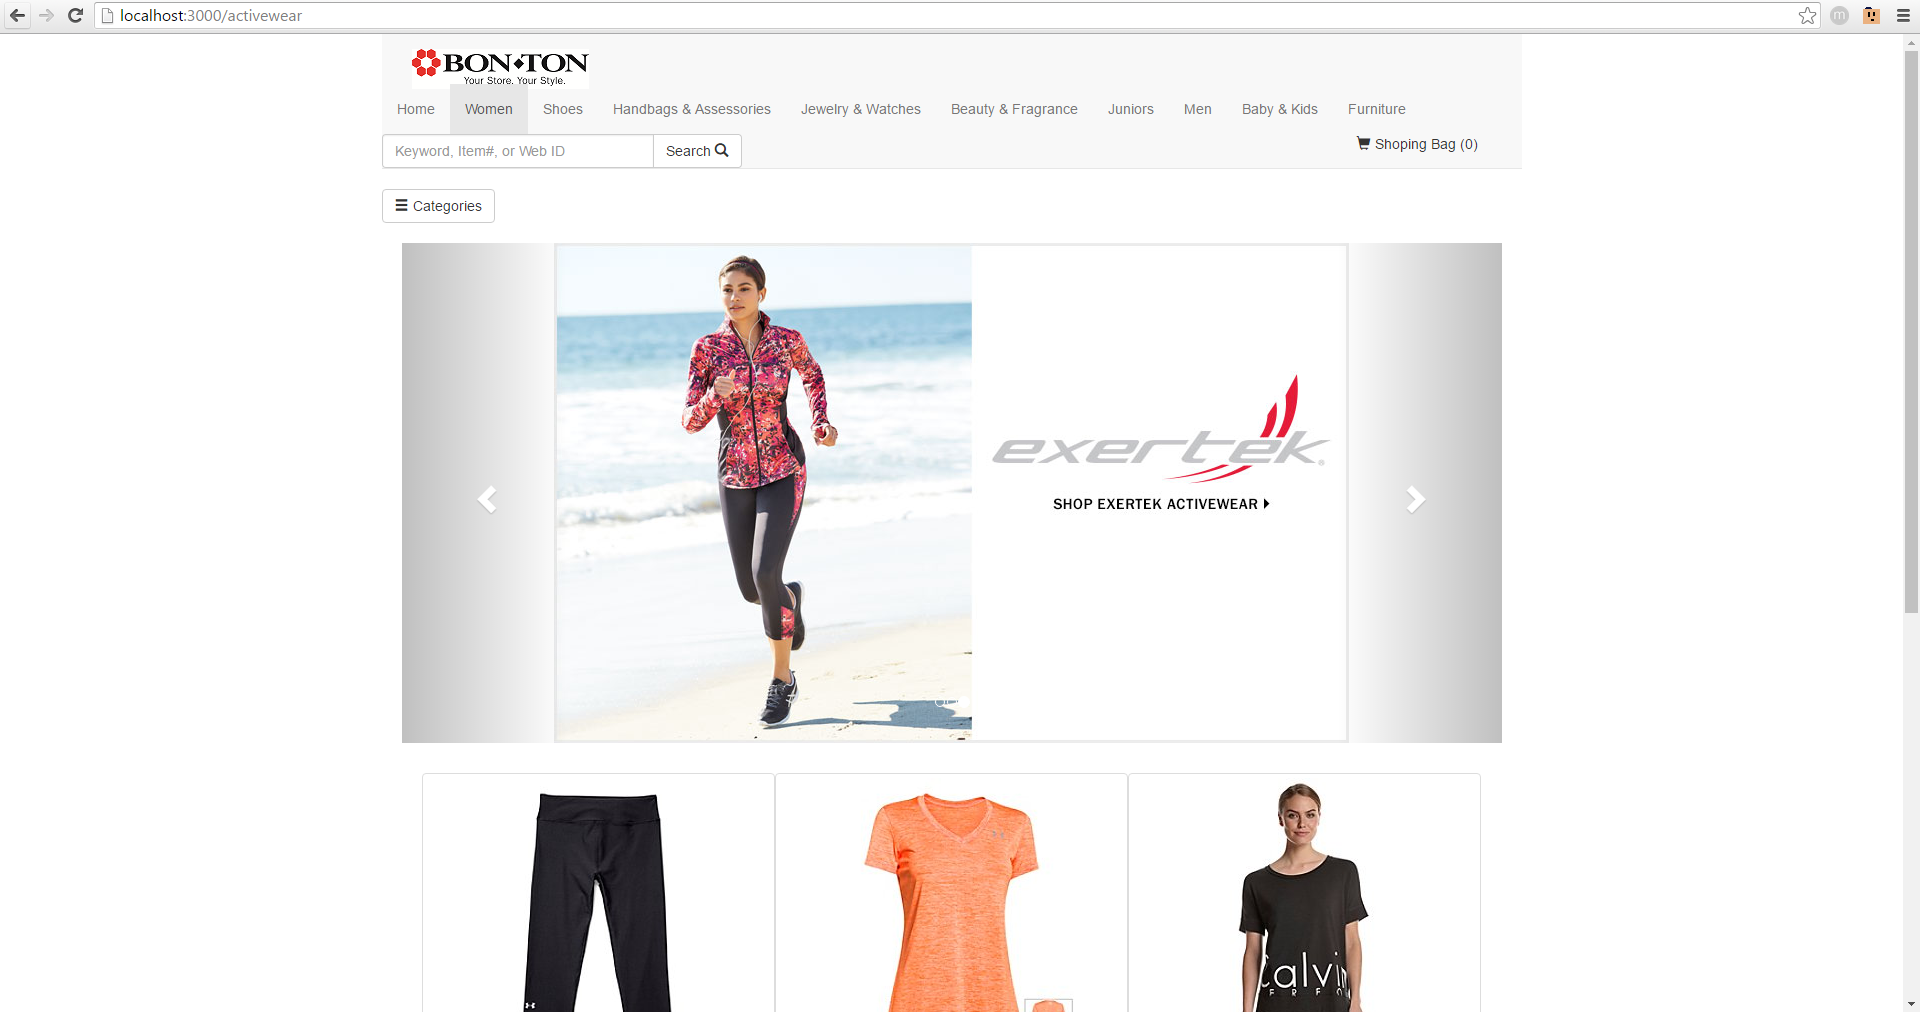 localhost:3000/activewear
BON•TON
Your Store. Your Style.
Home Women Shoes Handbags & Assessories Jewelry & Watches Beauty & Fragrance Juniors Men Baby & Kids Furniture
Keyword, Item#, or Web ID Search Shoping Bag (0)
Categories
exertek®
SHOP EXERTEK ACTIVEWEAR
Calvin